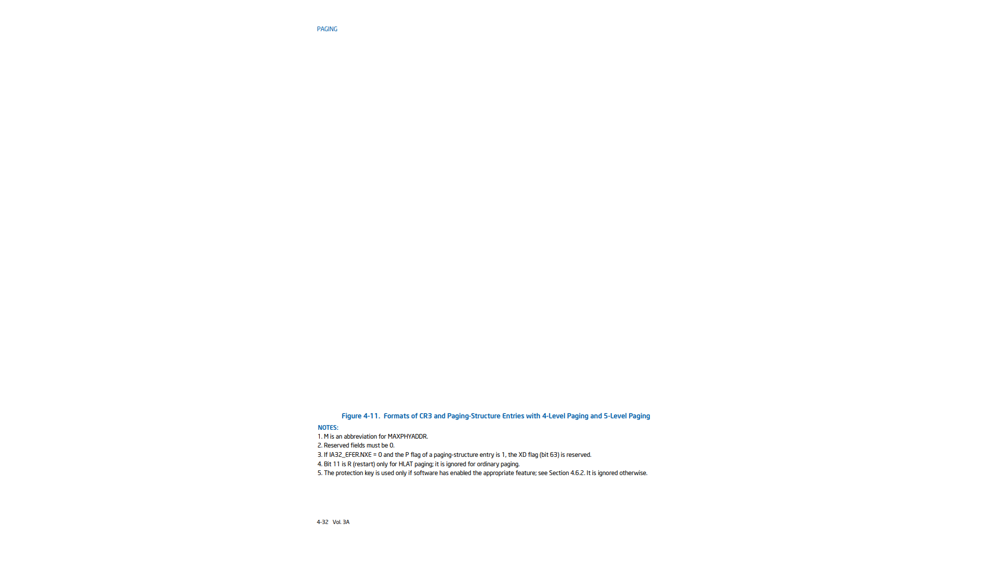 PAGING
Figure 4-11.  Formats of CR3 and Paging-Structure Entries with 4-Level Paging and 5-Level Paging
NOTES:
1. M is an abbreviation for MAXPHYADDR.
2. Reserved fields must be 0.
3. If IA32_EFER.NXE = 0 and the P flag of a paging-structure entry is 1, the XD flag (bit 63) is reserved.
4. Bit 11 is R (restart) only for HLAT paging; it is ignored for ordinary paging.
5. The protection key is used only if software has enabled the appropriate feature; see Section 4.6.2. It is ignored otherwise.
4-32   Vol. 3A